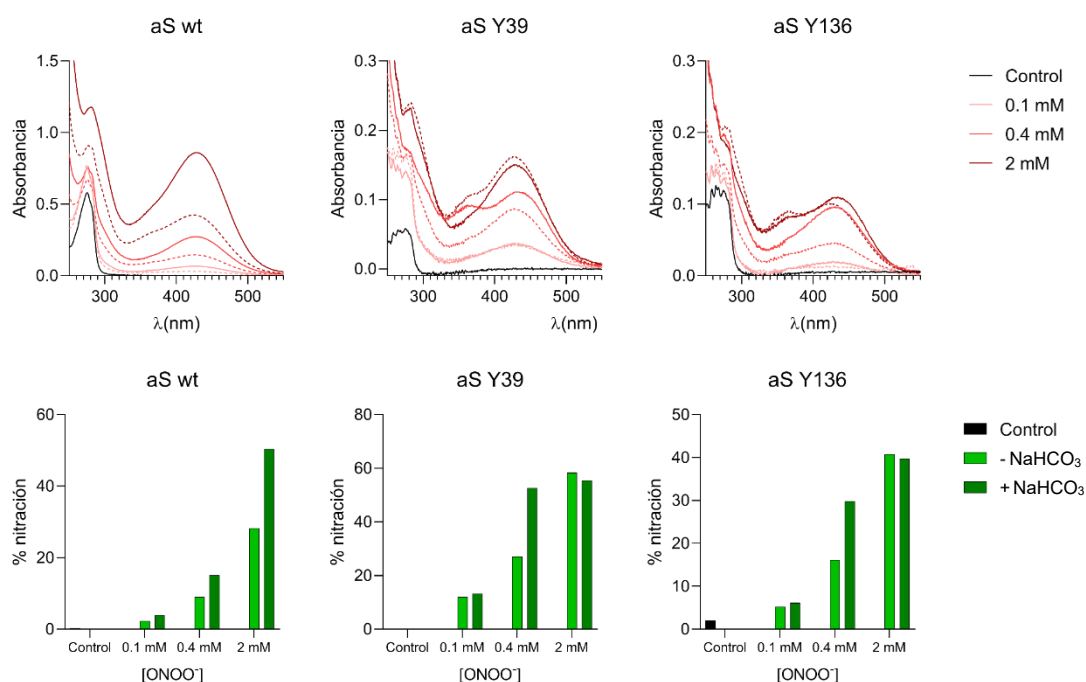 aS wt
aS Y39
aS Y136
Absorbancia
1.5
1.0
0.5
0.0
300
400
500
λ(nm)
Absorbancia
0.3
0.2
0.1
0.0
300
400
500
λ(nm)
Absorbancia
0.3
0.2
0.1
0.0
300
400
500
λ(nm)
Control
0.1 mM
0.4 mM
2 mM
aS wt
aS Y39
aS Y136
% nitración
60
40
20
0
Control
0.1 mM
0.4 mM
2 mM
[ONOO⁻]
% nitración
80
60
40
20
0
Control
0.1 mM
0.4 mM
2 mM
[ONOO⁻]
% nitración
50
40
30
20
10
0
Control
0.1 mM
0.4 mM
2 mM
[ONOO⁻]
Control
- NaHCO₃
+ NaHCO₃